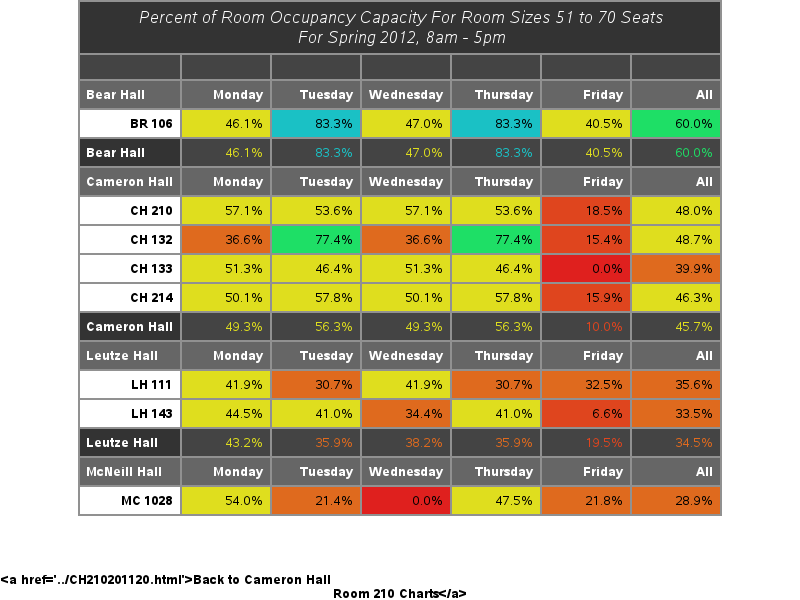 Percent of Room Occupancy Capacity For Room Sizes 51 to 70 Seats
For Spring 2012, 8am - 5pm
Bear Hall Monday Tuesday Wednesday Thursday Friday All
BR 106 46.1% 83.3% 47.0% 83.3% 40.5% 60.0%
Bear Hall 46.1% 83.3% 47.0% 83.3% 40.5% 60.0%
Cameron Hall Monday Tuesday Wednesday Thursday Friday All
CH 210 57.1% 53.6% 57.1% 53.6% 18.5% 48.0%
CH 132 36.6% 77.4% 36.6% 77.4% 15.4% 48.7%
CH 133 51.3% 46.4% 51.3% 46.4% 0.0% 39.9%
CH 214 50.1% 57.8% 50.1% 57.8% 15.9% 46.3%
Cameron Hall 49.3% 56.3% 49.3% 56.3% 10.0% 45.7%
Leutze Hall Monday Tuesday Wednesday Thursday Friday All
LH 111 41.9% 30.7% 41.9% 30.7% 32.5% 35.6%
LH 143 44.5% 41.0% 34.4% 41.0% 6.6% 33.5%
Leutze Hall 43.2% 35.9% 38.2% 35.9% 19.5% 34.5%
McNeill Hall Monday Tuesday Wednesday Thursday Friday All
MC 1028 54.0% 21.4% 0.0% 47.5% 21.8% 28.9%
<a href='../CH210201120.html'>Back to Cameron Hall
Room 210 Charts</a>